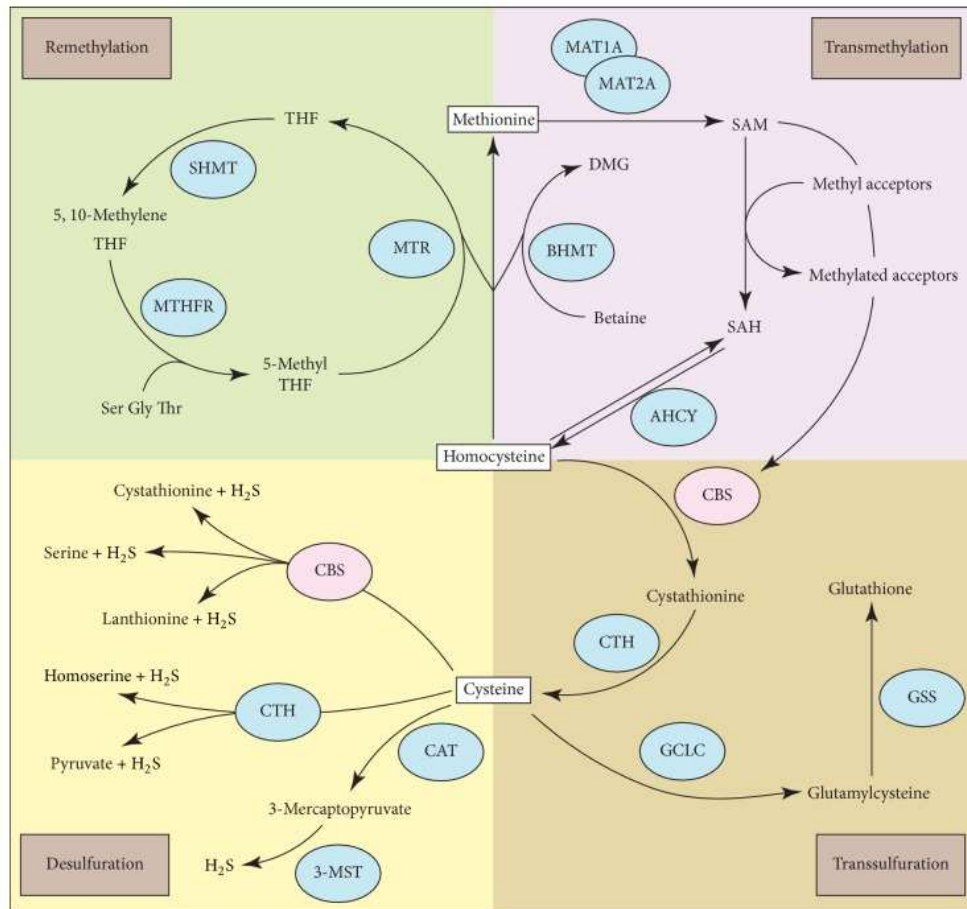 Remethylation
Transmethylation
MAT1A
MAT2A
THF
Methionine
SAM
SHMT
DMG
Methyl acceptors
5, 10-Methylene
THF
MTR
BHMT
Methylated acceptors
MTHFR
Betaine
SAH
5-Methyl
THF
Ser Gly Thr
AHCY
Homocysteine
Cystathionine + H₂S
CBS
Serine + H₂S
CBS
Lanthionine + H₂S
Cystathionine
Glutathione
CTH
Homoserine + H₂S
Cysteine
CTH
GSS
CAT
GCLC
Pyruvate + H₂S
3-Mercaptopyruvate
Glutamylcysteine
Desulfuration
H₂S
3-MST
Transsulfuration